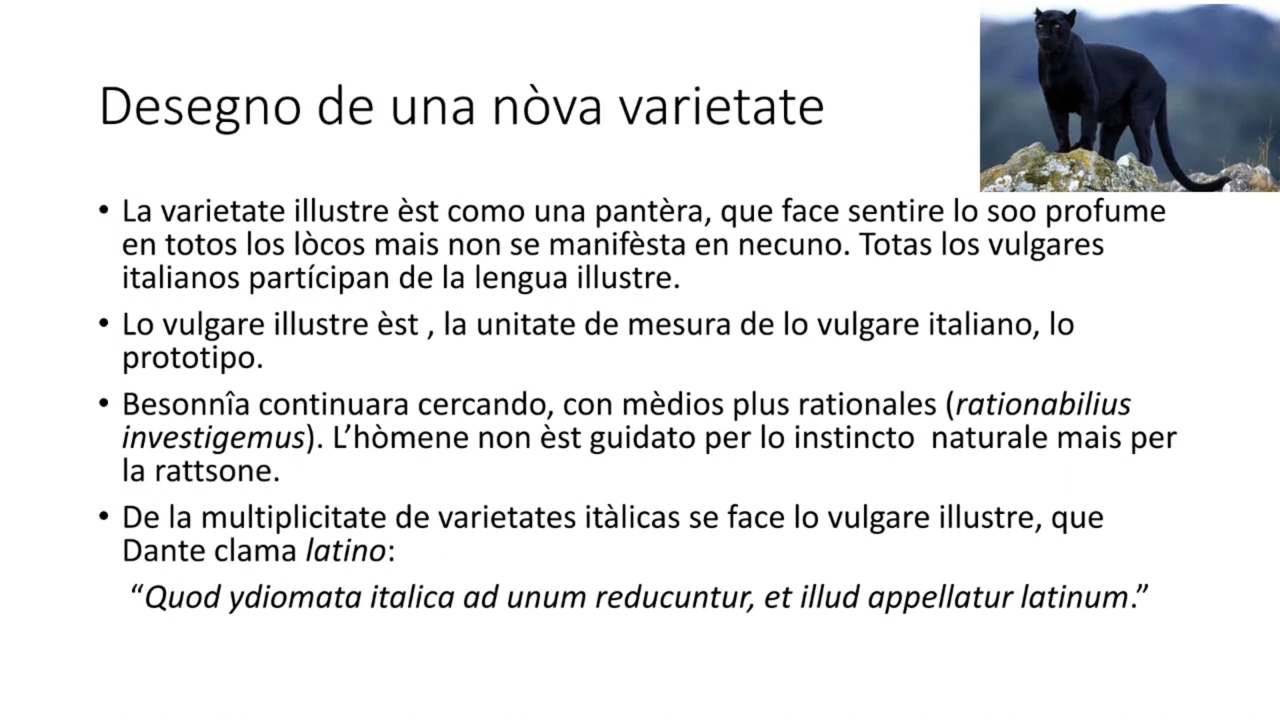 Desegno de una nòva varietate
• La varietate illustre èst como una pantèra, que face sentire lo soo profume
en totos los lòcos mais non se manifèsta en necuno. Totas los vulgares
italianos partícipan de la lengua illustre.
• Lo vulgare illustre èst , la unitate de mesura de lo vulgare italiano, lo
prototipo.
• Besonnîa continuara cercando, con mèdios plus rationales (rationabilius
investigemus). L’hòmene non èst guidato per lo instincto  naturale mais per
la rattsone.
• De la multiplicitate de varietates itàlicas se face lo vulgare illustre, que
Dante clama latino:
“Quod ydiomata italica ad unum reducuntur, et illud appellatur latinum.”